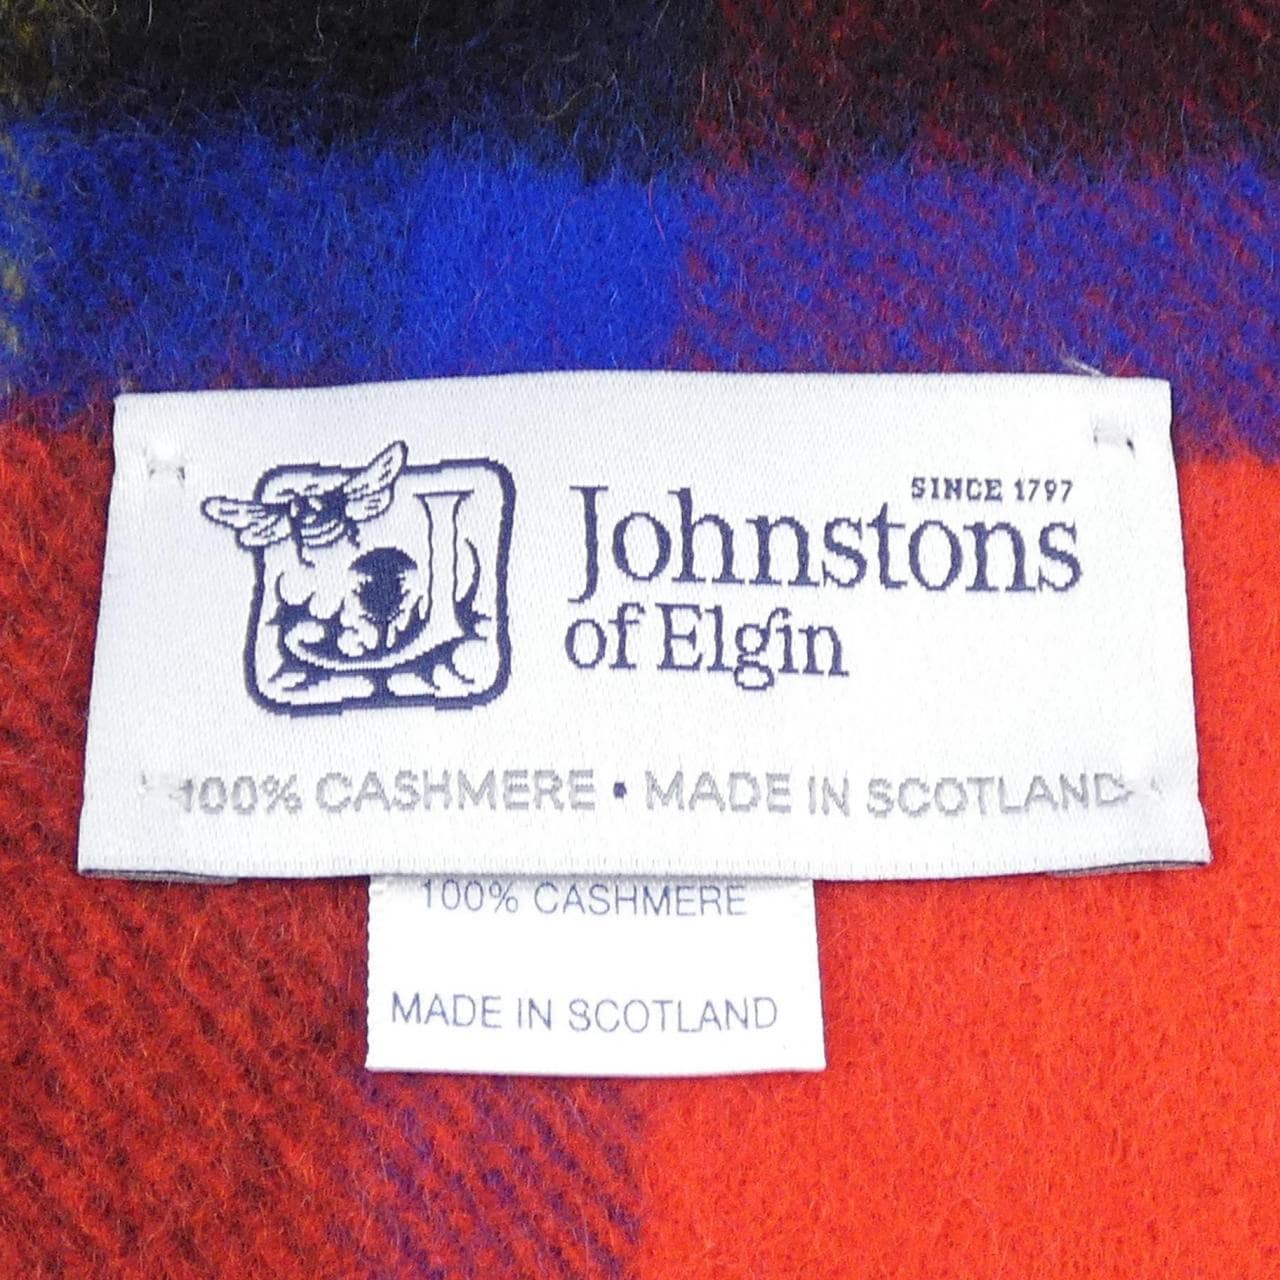 SINCE 1797
Johnstons
of Elgin
100% CASHMERE • MADE IN SCOTLAND
100% CASHMERE
MADE IN SCOTLAND